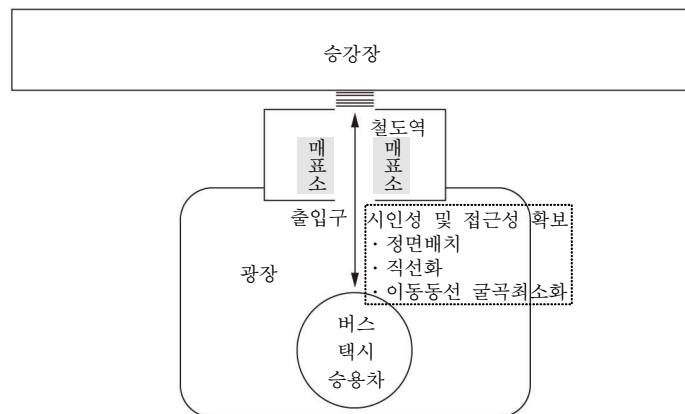 승강장
철도역
매표소
매표소
출입구
시인성 및 접근성 확보
· 정면배치
· 직선화
· 이동동선 굴곡최소화
광장
버스
택시
승용차